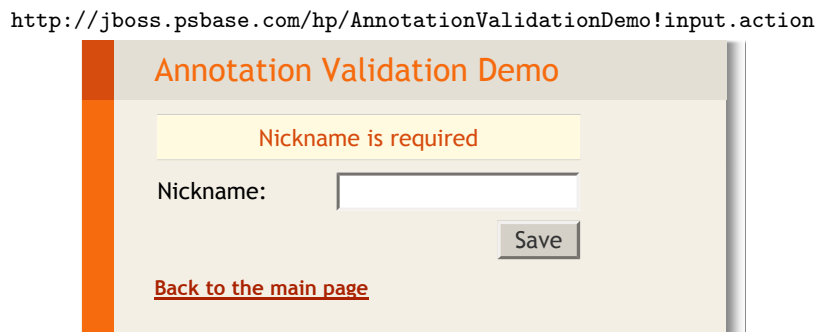 http://jboss.psbase.com/hp/AnnotationValidationDemo!input.action
Annotation Validation Demo
Nickname is required
Nickname:
Save
Back to the main page